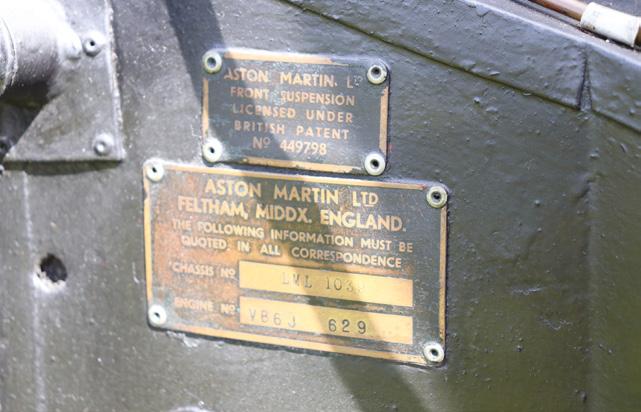 ASTON MARTIN. LTD
FRONT SUSPENSION
LICENSED UNDER
BRITISH PATENT
Nº 449798
ASTON MARTIN LTD
FELTHAM, MIDDX. ENGLAND.
THE FOLLOWING INFORMATION MUST BE
QUOTED, IN ALL CORRESPONDENCE
CHASSIS Nº
ENGINE Nº VB6J 629